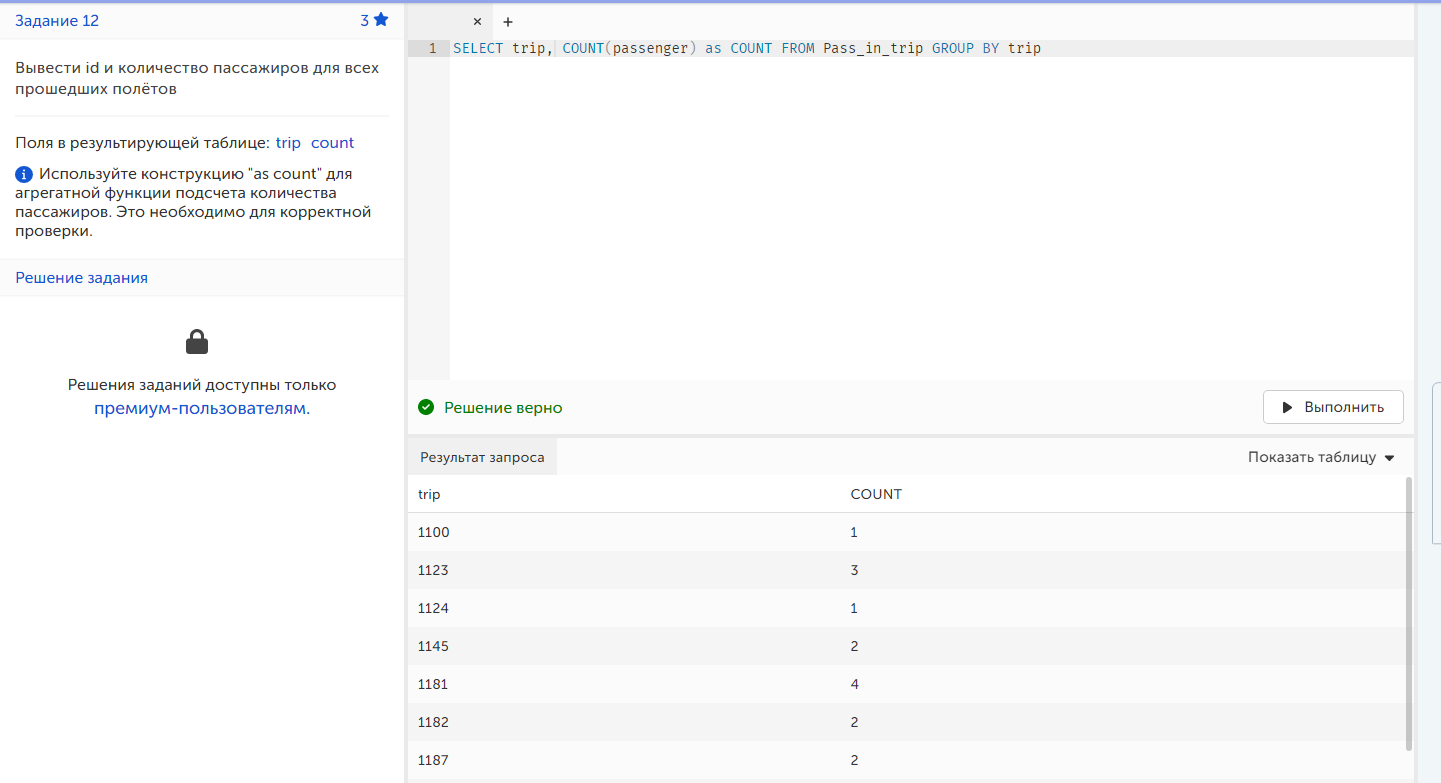 Задание 12
3
Вывести id и количество пассажиров для всех
прошедших полётов
Поля в результирующей таблице: trip count
Используйте конструкцию "as count" для
агрегатной функции подсчета количества
пассажиров. Это необходимо для корректной
проверки.
Решение задания
Решения заданий доступны только
премиум-пользователям.
× +
1 SELECT trip, COUNT(passenger) as COUNT FROM Pass_in_trip GROUP BY trip
Решение верно
Выполнить
Результат запроса
Показать таблицу
trip COUNT
1100 1
1123 3
1124 1
1145 2
1181 4
1182 2
1187 2